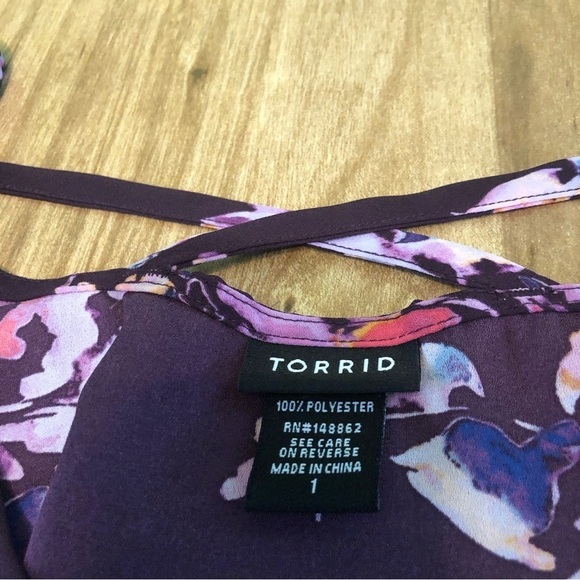 TORRID
100% POLYESTER
RN#148862
SEE CARE
ON REVERSE
MADE IN CHINA
1